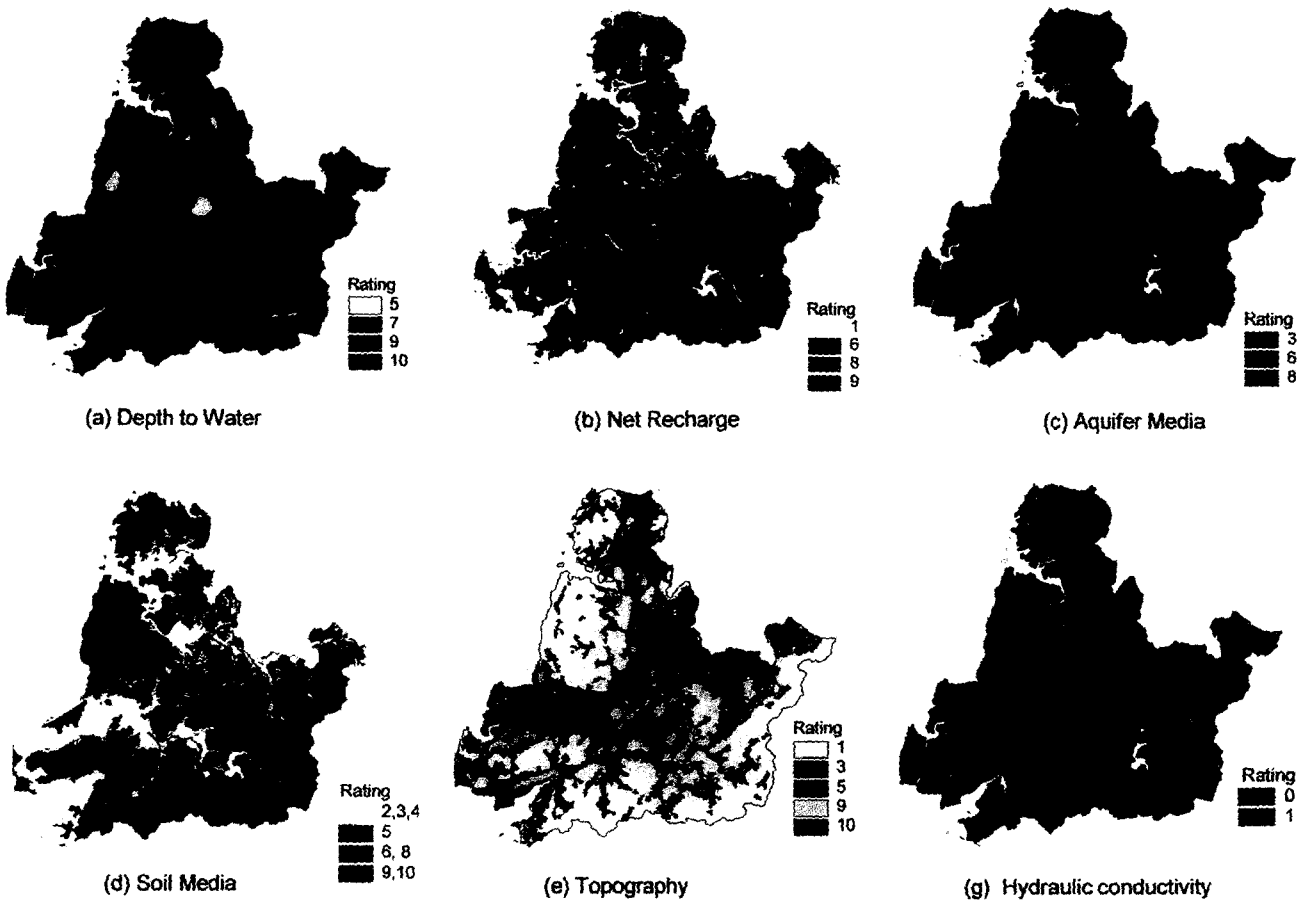 Rating
5
7
9
10
(a) Depth to Water
Rating
1
6
8
9
(b) Net Recharge
Rating
3
6
8
(c) Aquifer Media
Rating
2,3,4
5
6, 8
9,10
(d) Soil Media
Rating
1
3
5
9
10
(e) Topography
Rating
0
1
(g) Hydraulic conductivity